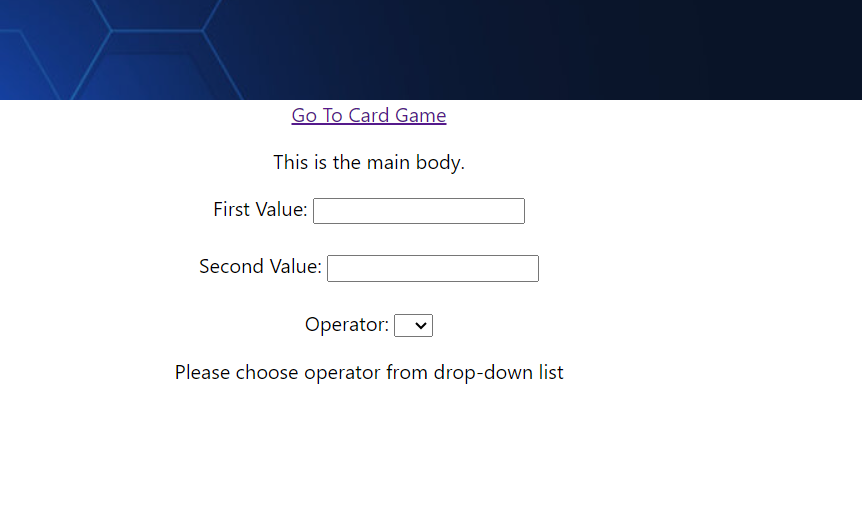 Go To Card Game
This is the main body.
First Value:
Second Value:
Operator:
Please choose operator from drop-down list